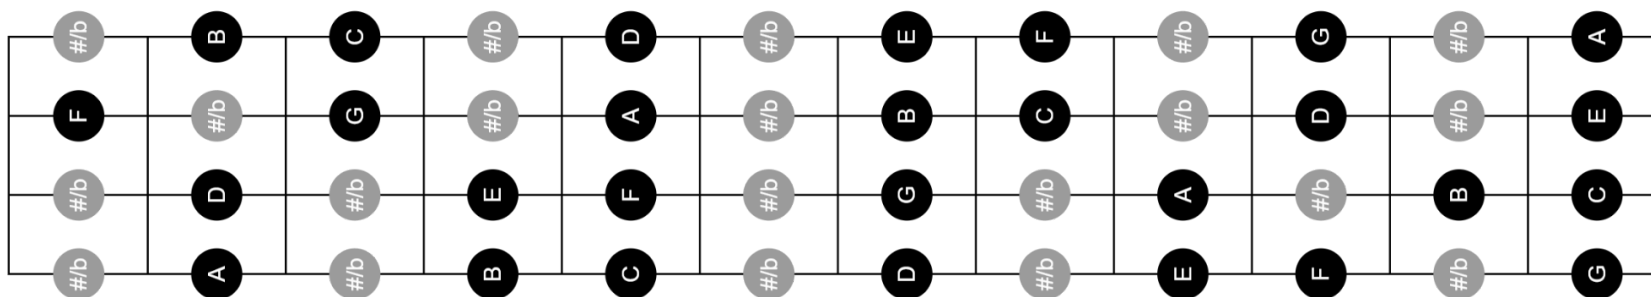 #/b B C #/b D #/b E F #/b G #/b A
F #/b G #/b A #/b B C #/b D #/b E
#/b D #/b E F #/b G #/b A #/b B C
#/b A #/b B C #/b D #/b E F #/b G